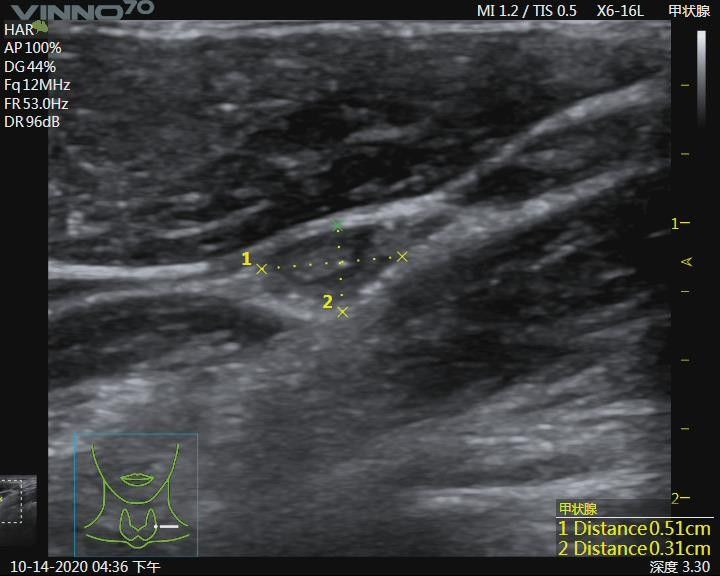 VINNO 70
MI 1.2 / TIS 0.5 X6-16L 甲状腺
HAR
AP 100%
DG 44%
Fq 12MHz
FR 53.0Hz
DR 96dB
1
1
2
2
甲状腺
1 Distance 0.51cm
2 Distance 0.31cm
10-14-2020 04:36 下午
深度 3.30